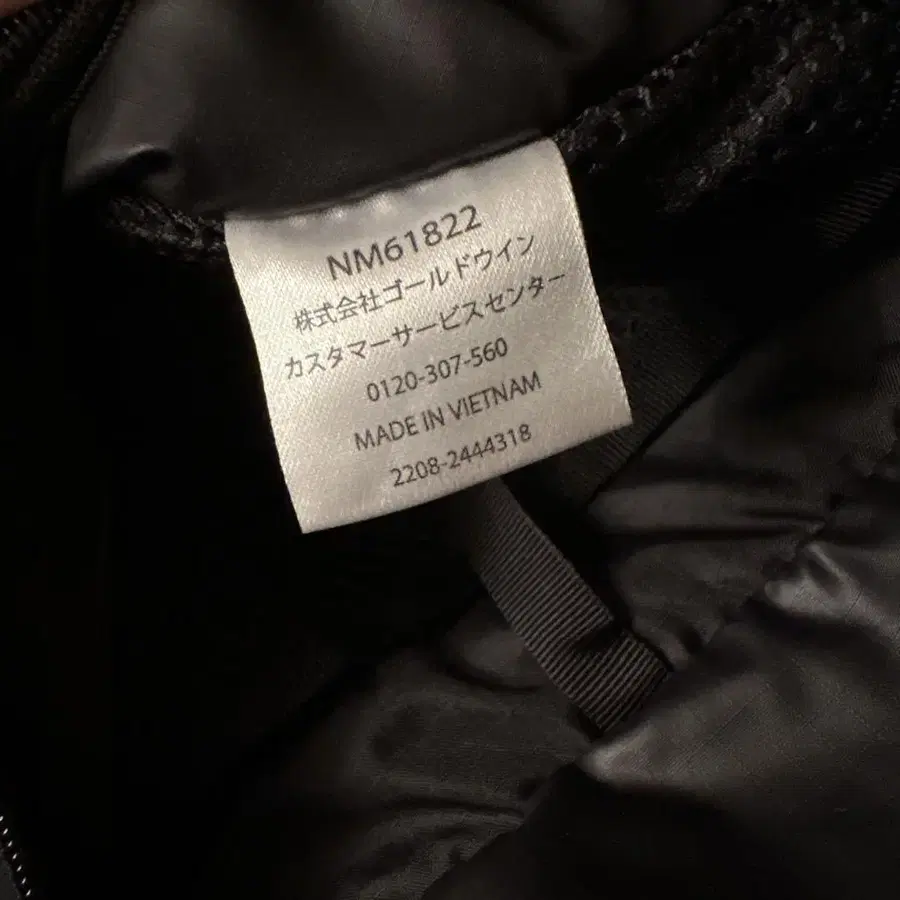 NM61822
株式会社ゴールドウイン
カスタマーサービスセンター
0120-307-560
MADE IN VIETNAM
2208-2444318